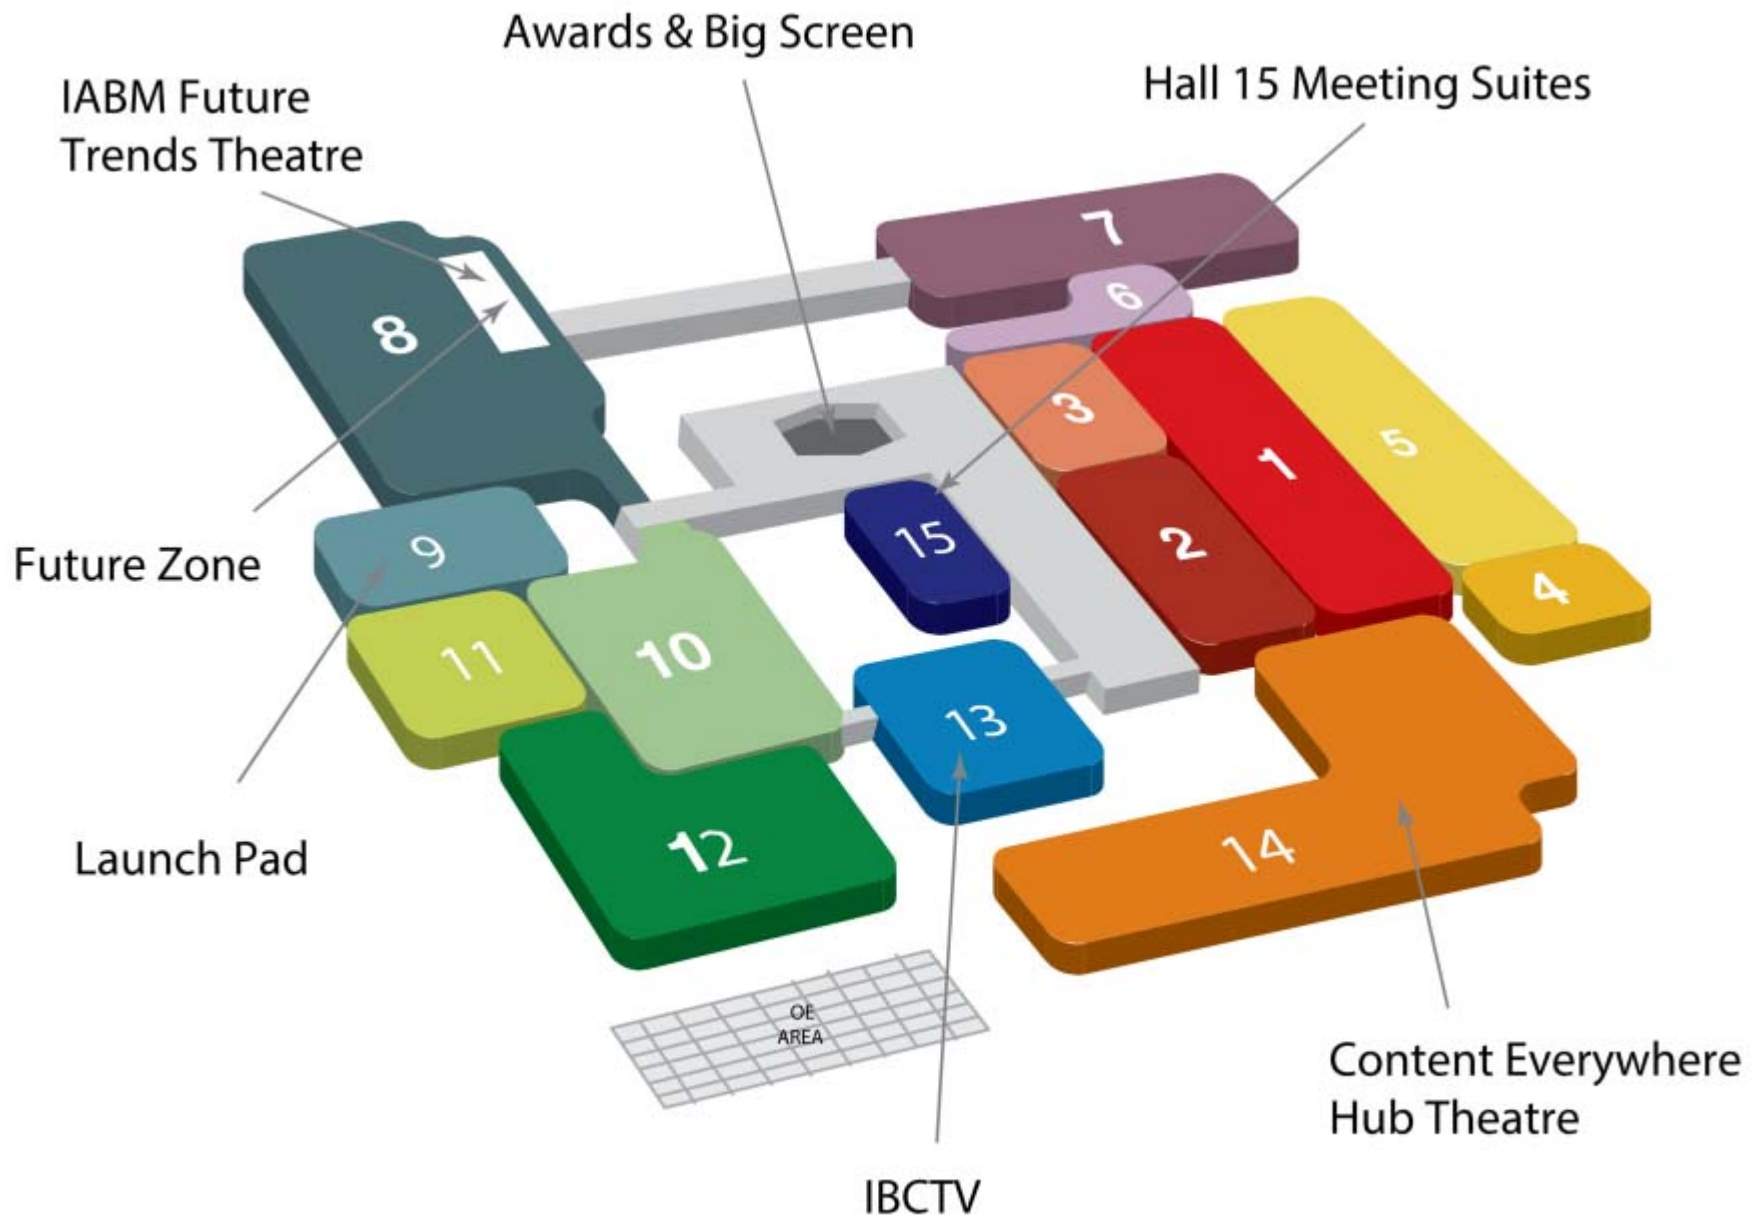 Awards & Big Screen
Hall 15 Meeting Suites
IABM Future
Trends Theatre
7
6
8
3
1
5
9
15
2
4
11
10
13
12
14
Future Zone
Launch Pad
OE
AREA
Content Everywhere
Hub Theatre
IBCTV